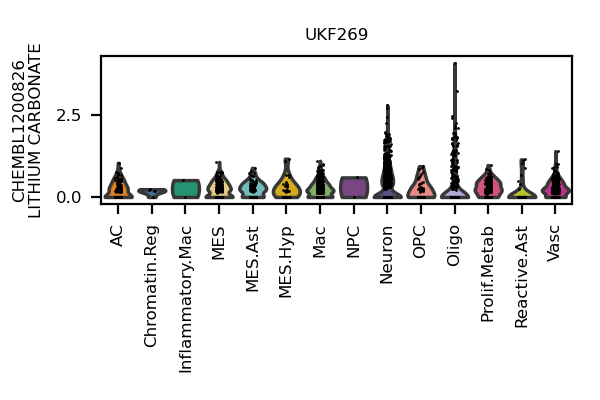 UKF269
CHEMBL1200826
LITHIUM CARBONATE
2.5
0.0
AC
Chromatin.Reg
Inflammatory.Mac
MES
MES.Ast
MES.Hyp
Mac
NPC
Neuron
OPC
Oligo
Prolif.Metab
Reactive.Ast
Vasc